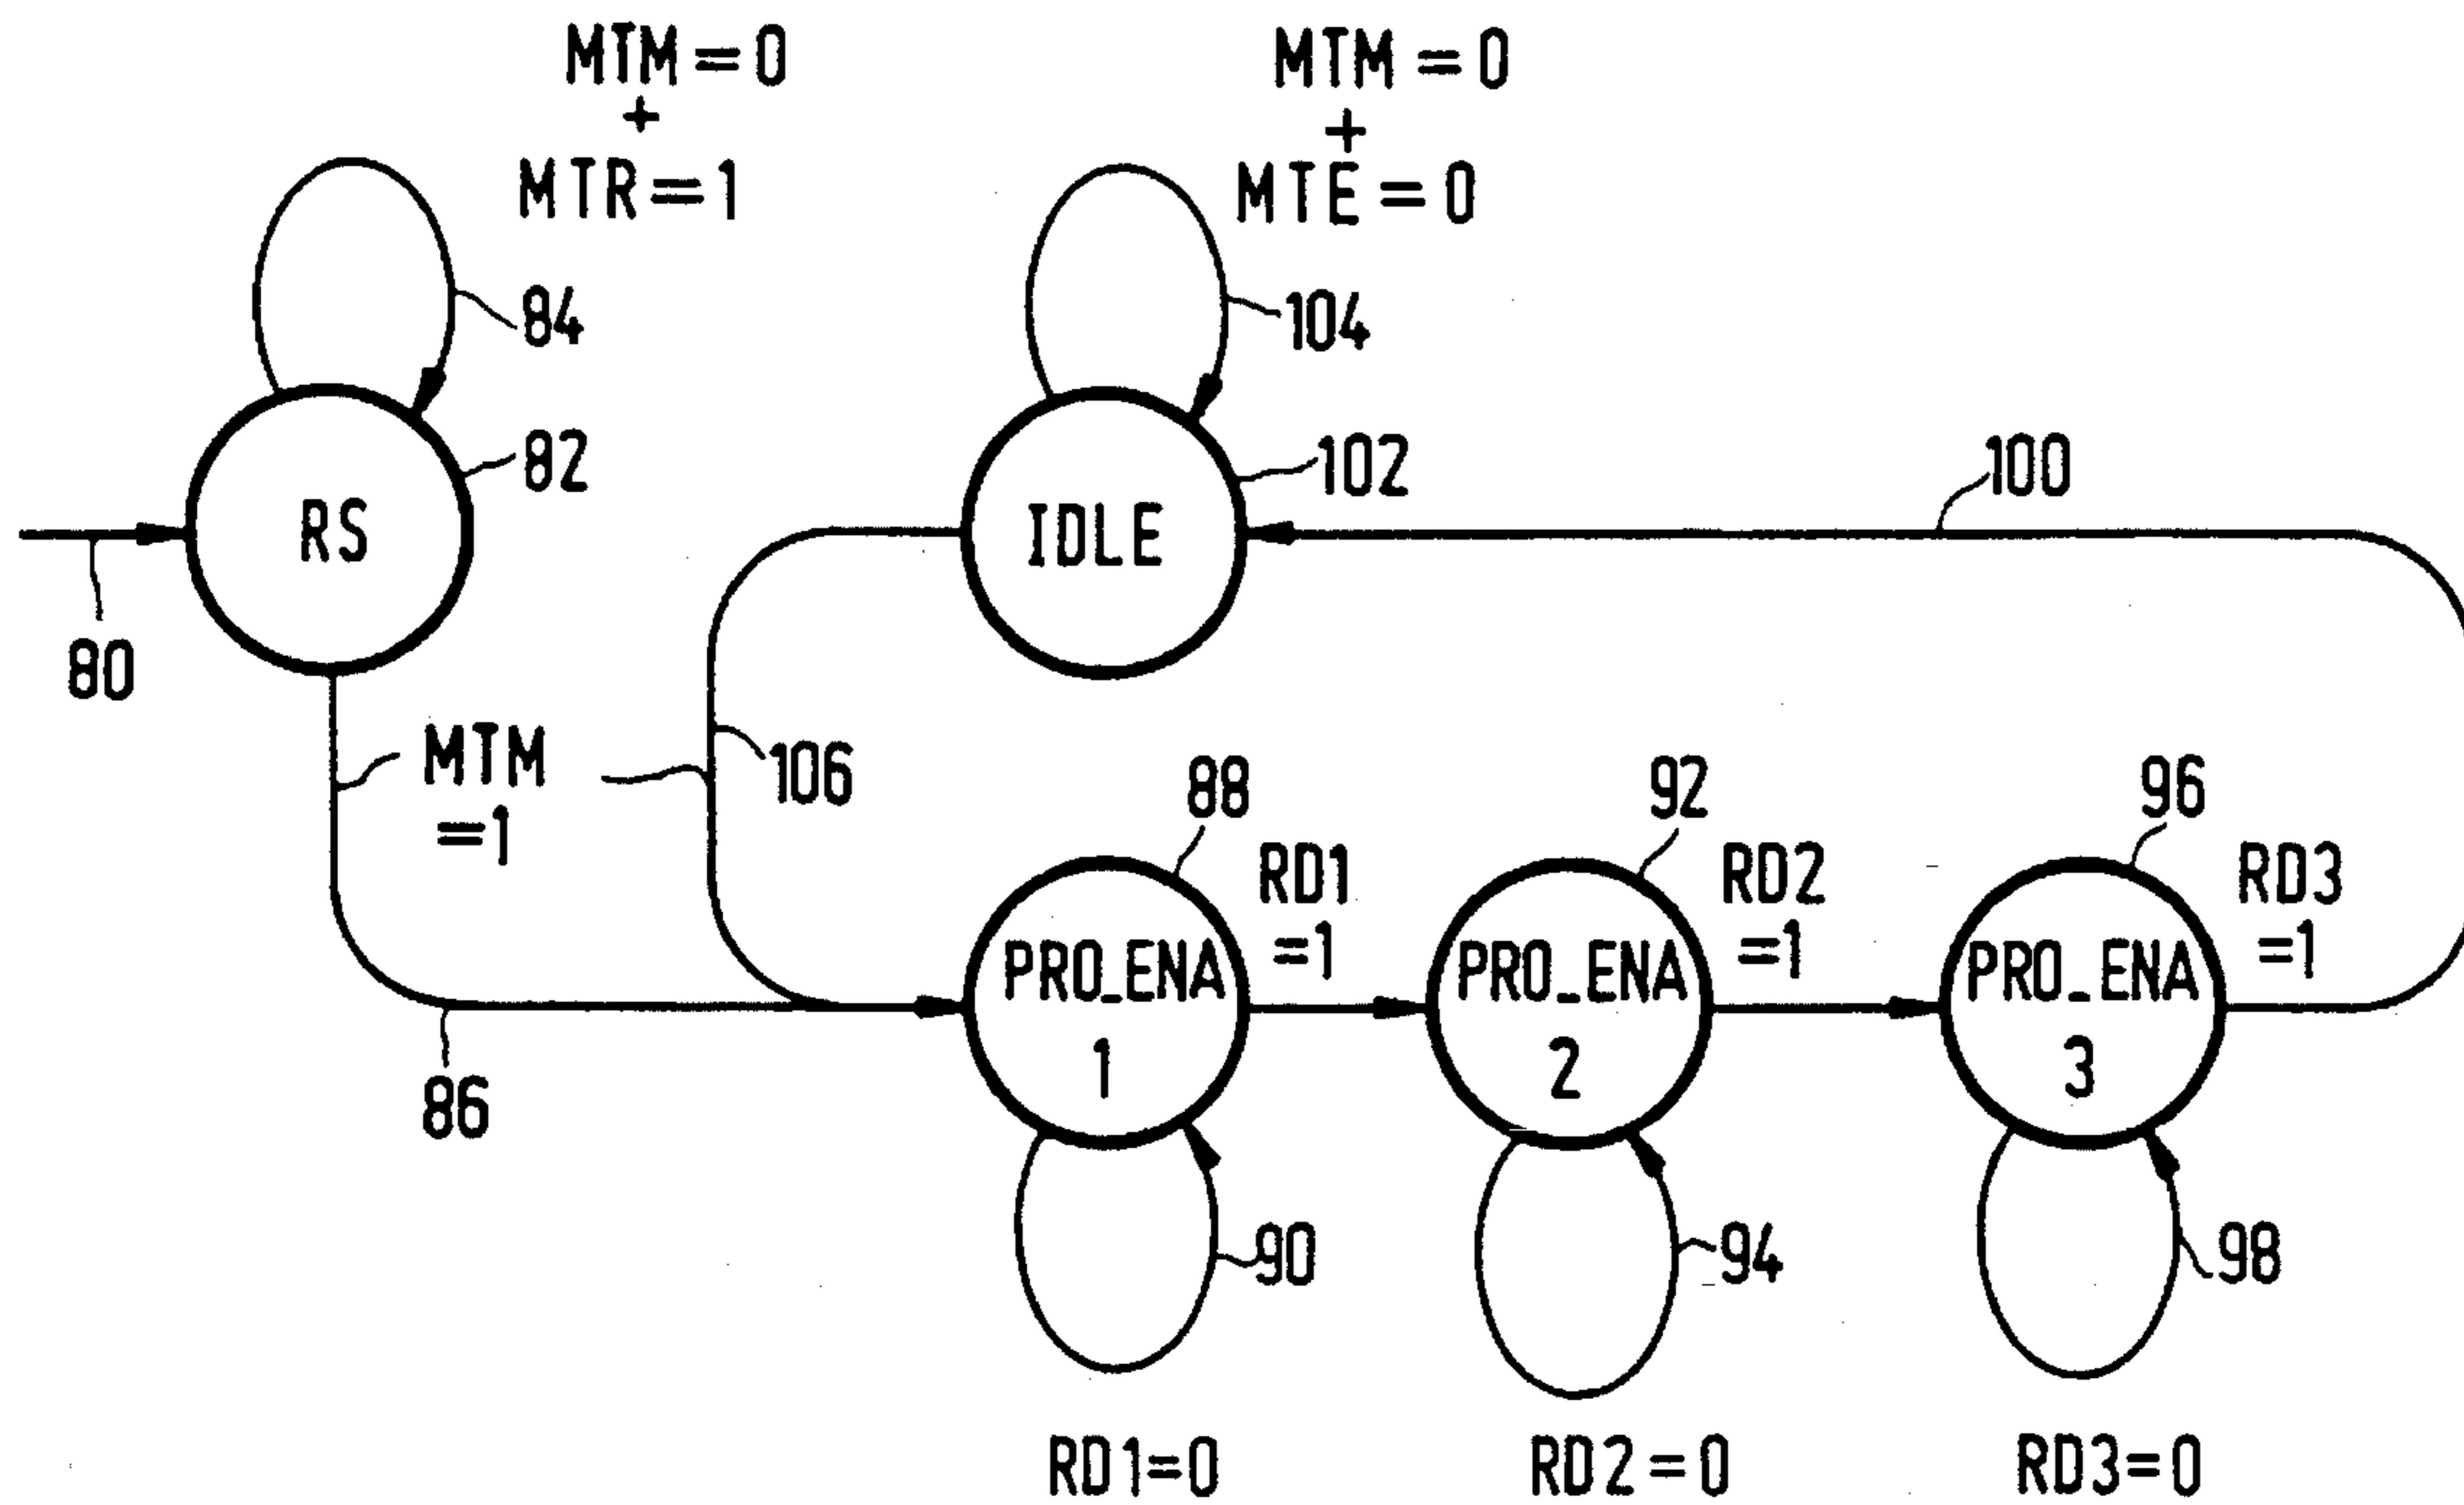 MTM=0
+
MTR=1
MTM=0
+
MTE=0
84
104
82
102
100
RS
IDLE
80
MTM
=1
106
88
92
96
RD1
=1
RD2
=1
RD3
=1
PRO_ENA
1
PRO_ENA
2
PRO_ENA
3
86
90
94
98
RD1=0
RD2=0
RD3=0